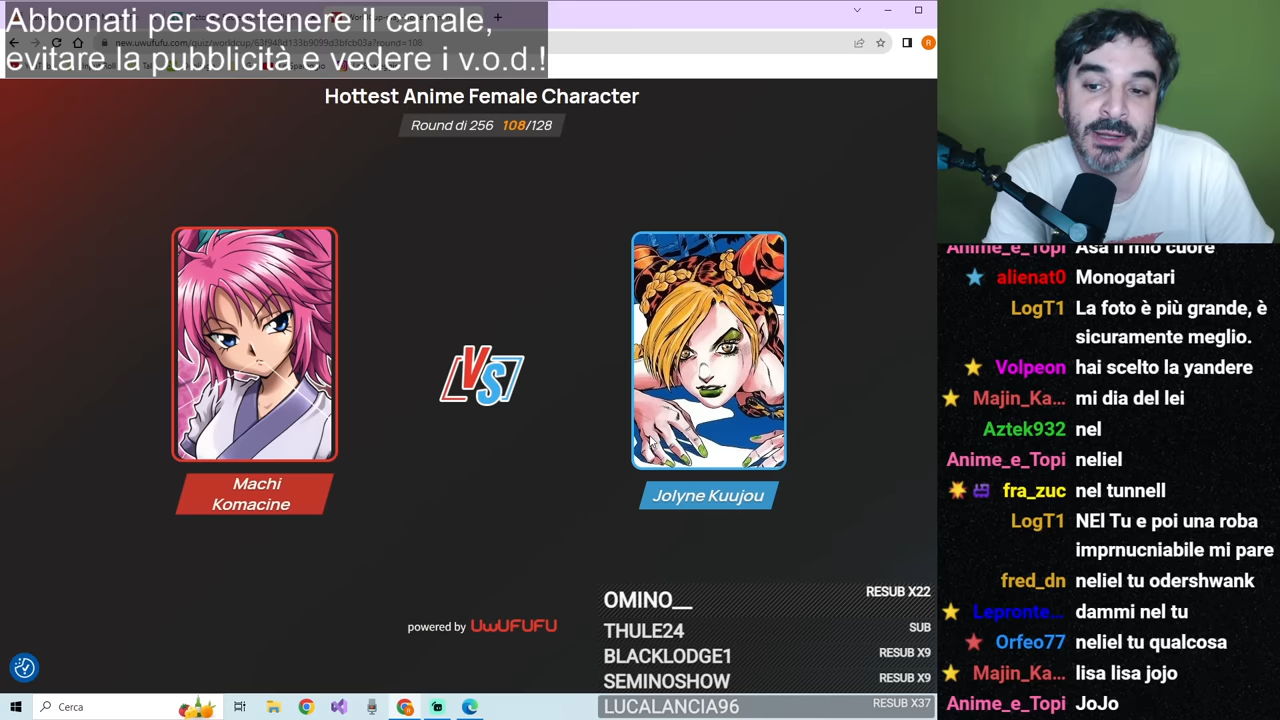 Abbonati per sostenere il canale,
evitare la pubblicità e vedere i v.o.d.!
Hottest Anime Female Character
Round di 256 108/128
VS
Machi
Komacine
Jolyne Kuujou
powered by UwUFUFU
OMINO__ RESUB X22
THULE24 SUB
BLACKLODGE1 RESUB X9
SEMINOSHOW RESUB X9
LUCALANCIA96 RESUB X37
Cerca
Anime_e_Topi Asa il mio cuore
alienat0 Monogatari
LogT1 La foto è più grande, è
sicuramente meglio.
Volpeon hai scelto la yandere
Majin_Ka... mi dia del lei
Aztek932 nel
Anime_e_Topi neliel
fra_zuc nel tunnell
LogT1 NEl Tu e poi una roba
imprnucniabile mi pare
fred_dn neliel tu odershwank
Lepronte... dammi nel tu
Orfeo77 neliel tu qualcosa
Majin_Ka... lisa lisa jojo
Anime_e_Topi JoJo